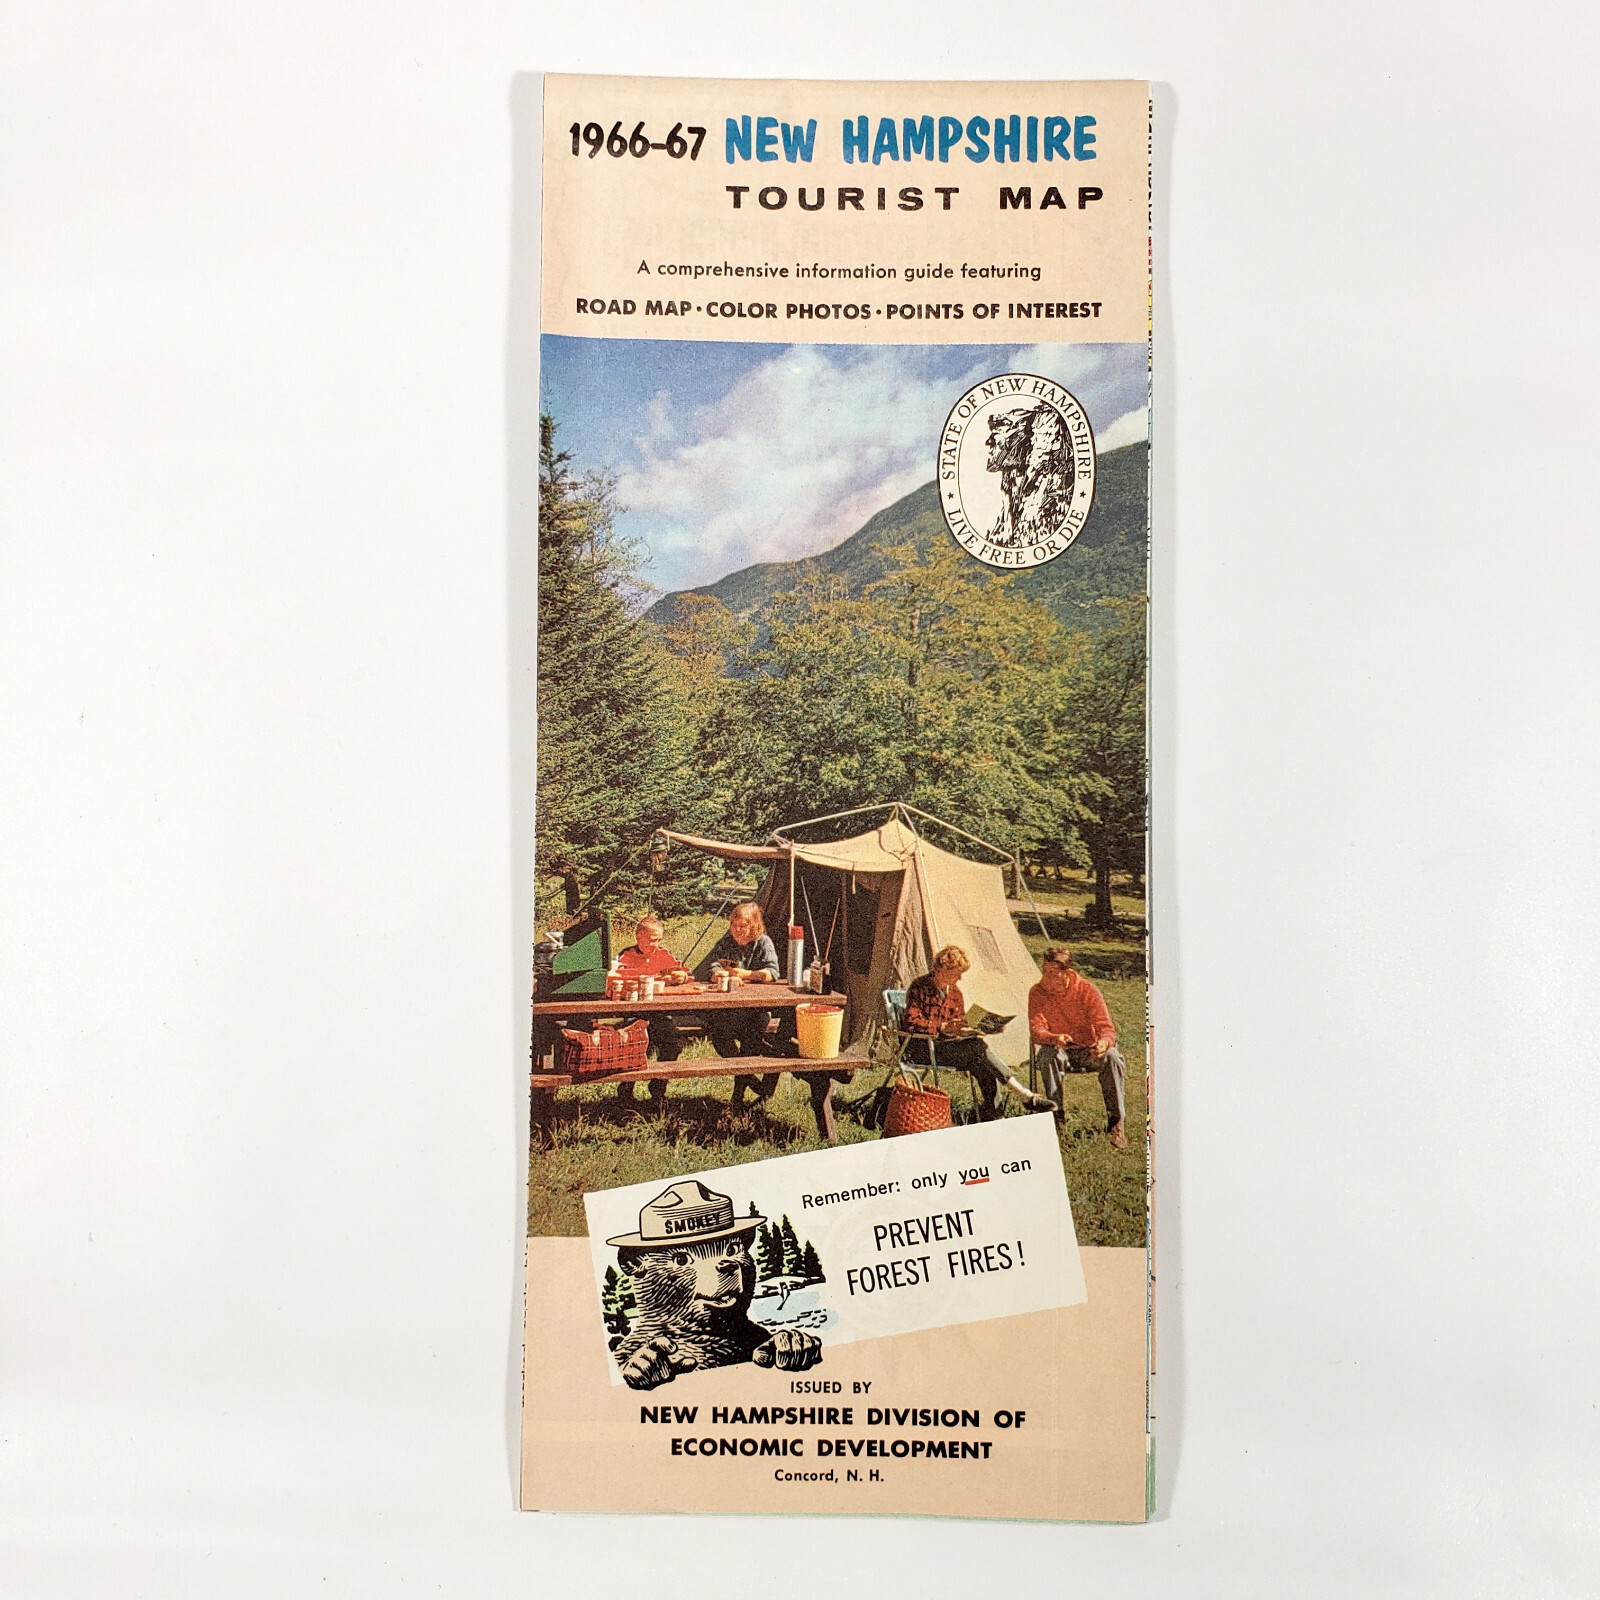 1966-67 NEW HAMPSHIRE
TOURIST MAP
A comprehensive information guide featuring
ROAD MAP • COLOR PHOTOS • POINTS OF INTEREST
STATE OF NEW HAMPSHIRE
★ LIVE FREE OR DIE ★
Remember: only you can
PREVENT
FOREST FIRES!
SMOKEY
ISSUED BY
NEW HAMPSHIRE DIVISION OF
ECONOMIC DEVELOPMENT
Concord, N. H.